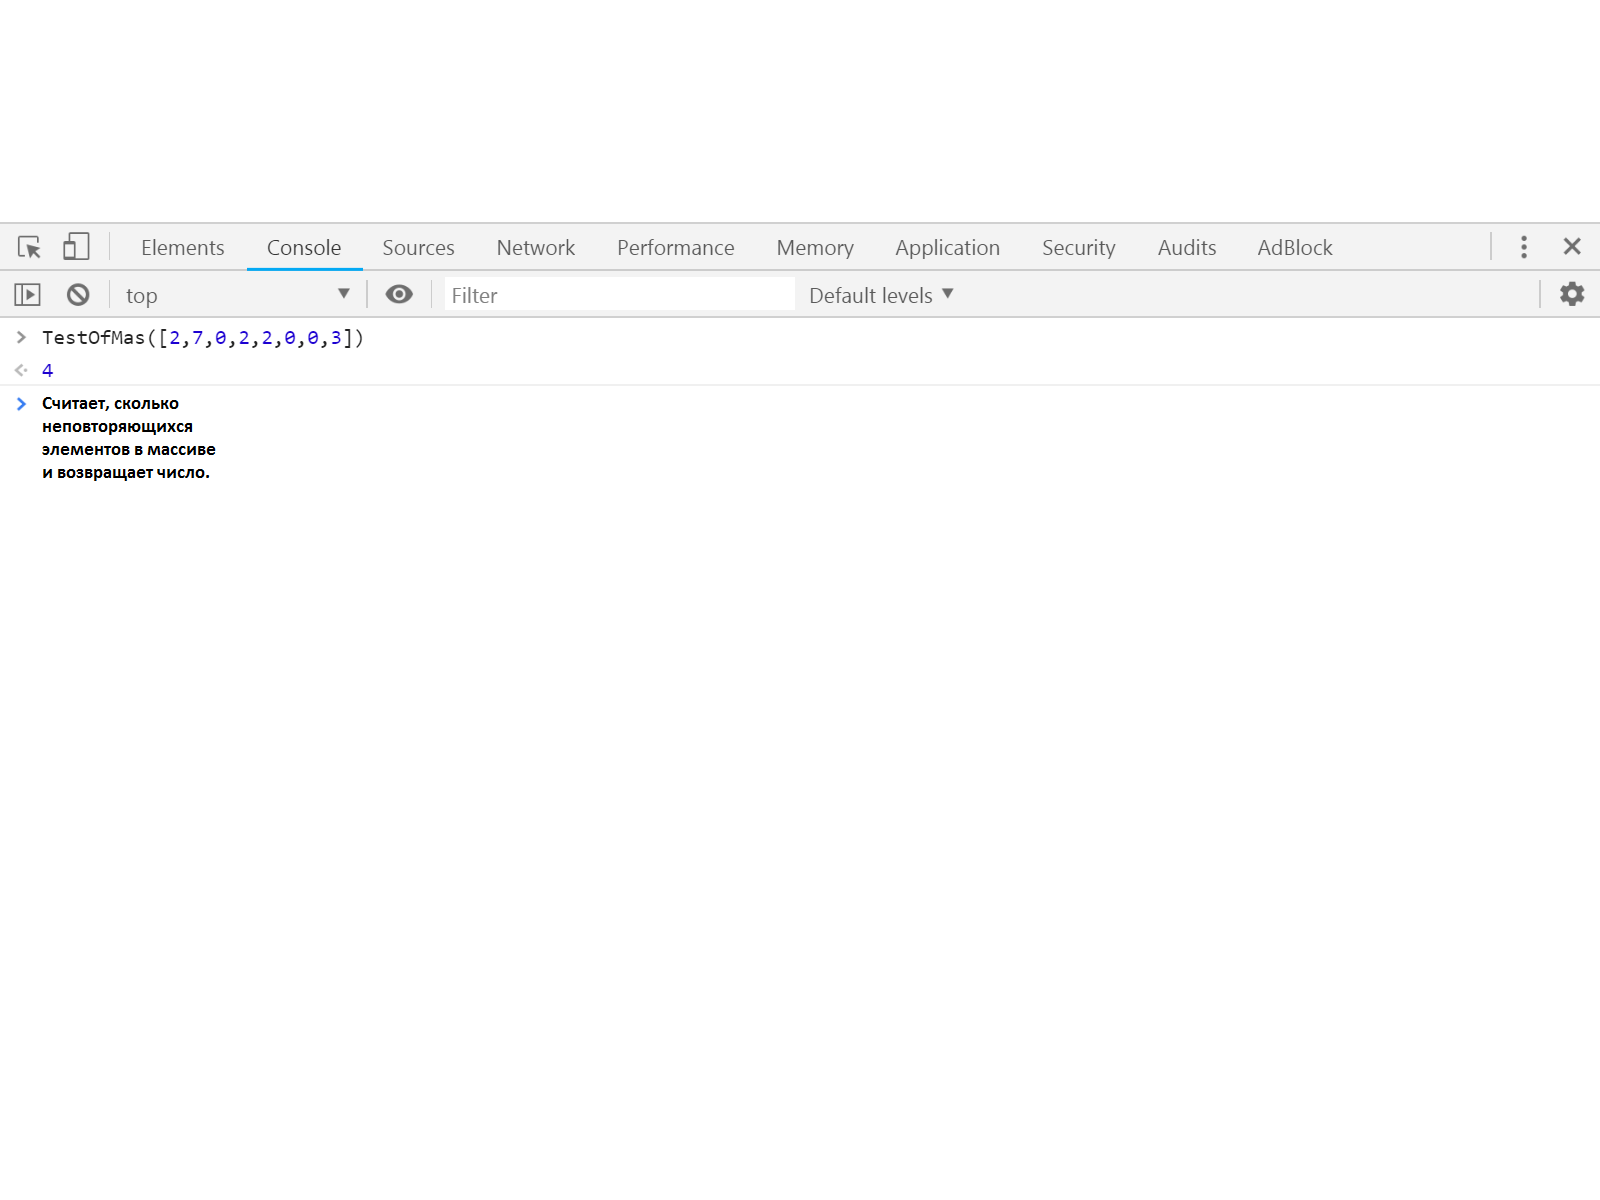 Elements Console Sources Network Performance Memory Application Security Audits AdBlock
top Filter Default levels
TestOfMas([2,7,0,2,2,0,0,3])
4
Считает, сколько
неповторяющихся
элементов в массиве
и возвращает число.